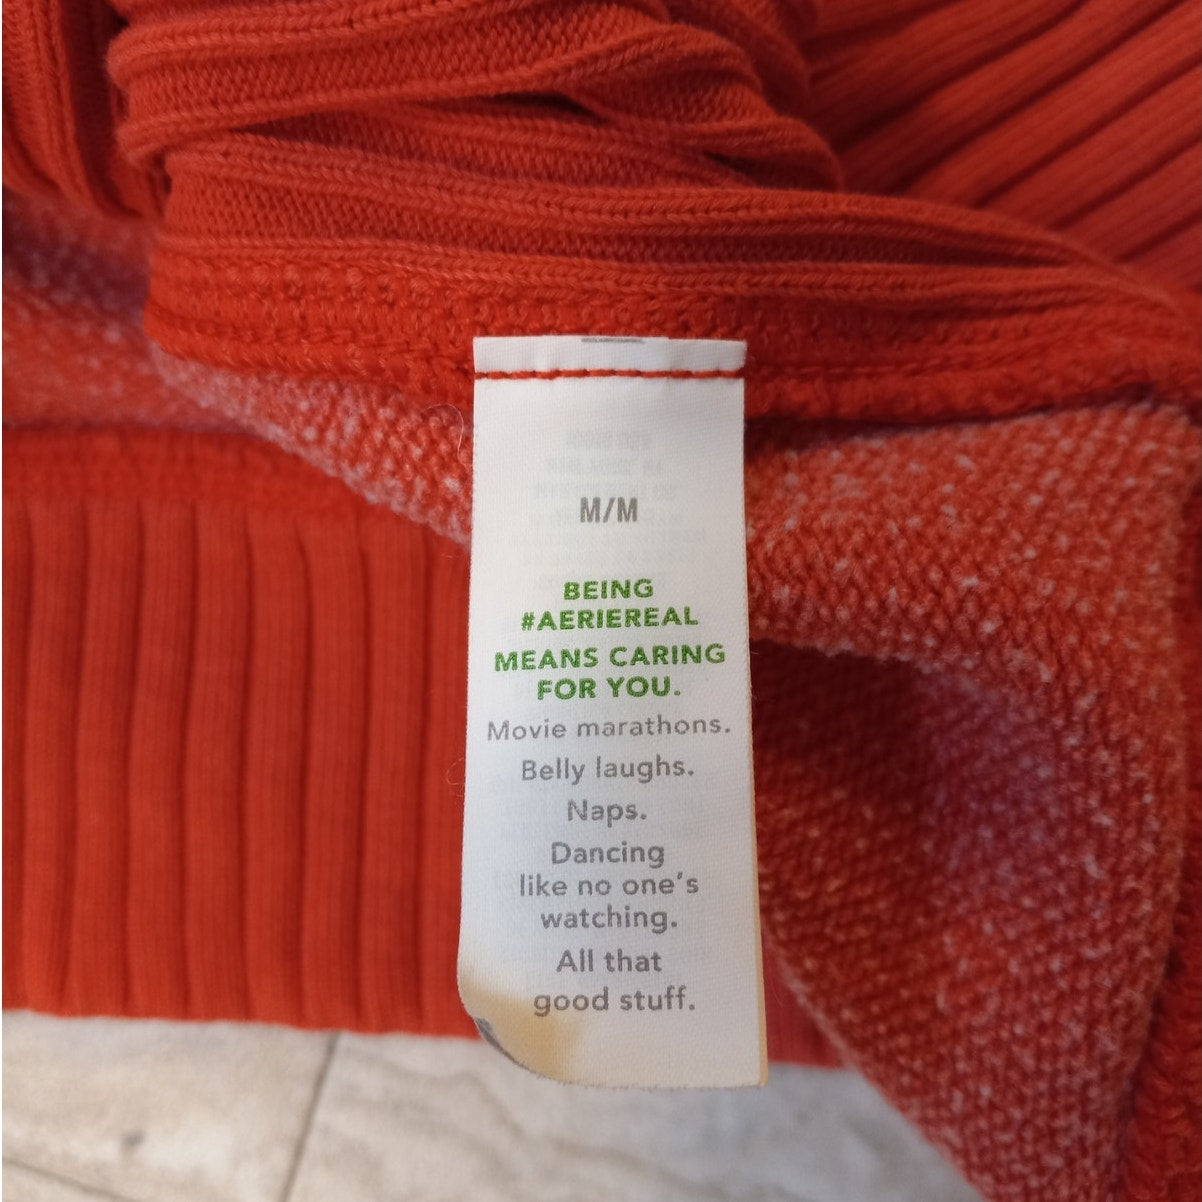 M/M
BEING
#AERIEREAL
MEANS CARING
FOR YOU.
Movie marathons.
Belly laughs.
Naps.
Dancing
like no one's
watching.
All that
good stuff.